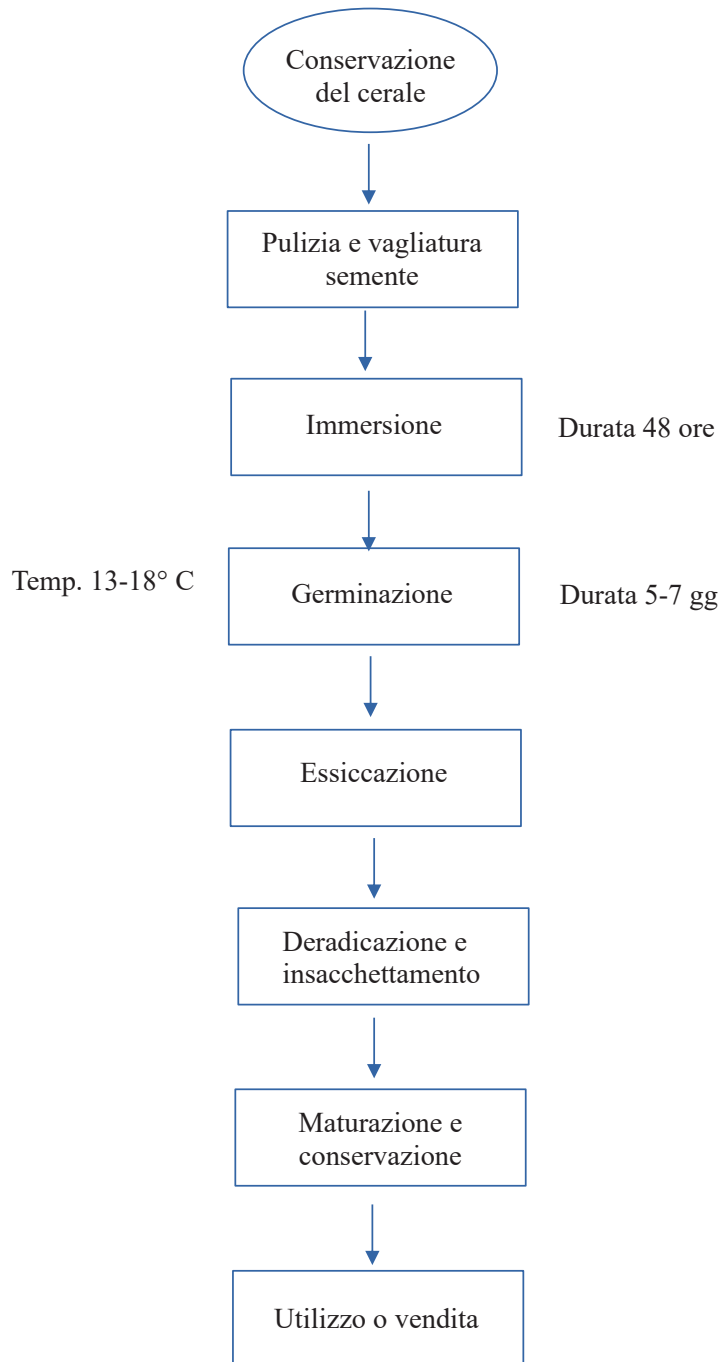 Conservazione
del cerale
Pulizia e vagliatura
semente
Immersione
Durata 48 ore
Temp. 13-18° C
Germinazione
Durata 5-7 gg
Essiccazione
Deradicazione e
insacchettamento
Maturazione e
conservazione
Utilizzo o vendita